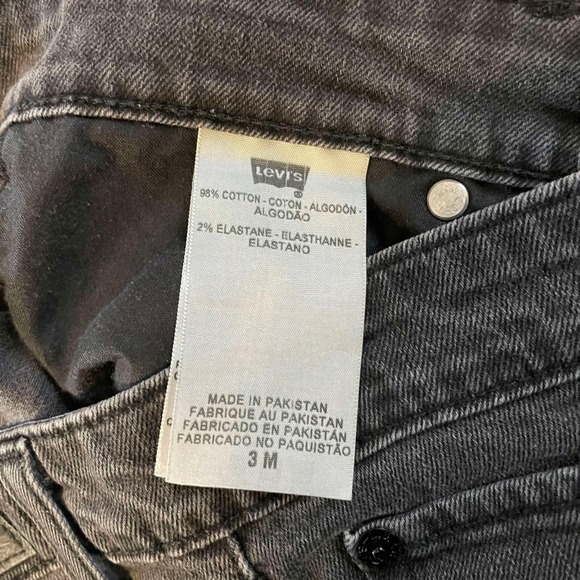 Levi's
®
98% COTTON - COTON - ALGODÓN -
ALGODÃO
2% ELASTANE - ELASTHANNE -
ELASTANO
MADE IN PAKISTAN
FABRIQUE AU PAKISTAN
FABRICADO EN PAKISTÁN
FABRICADO NO PAQUISTÃO
3 M